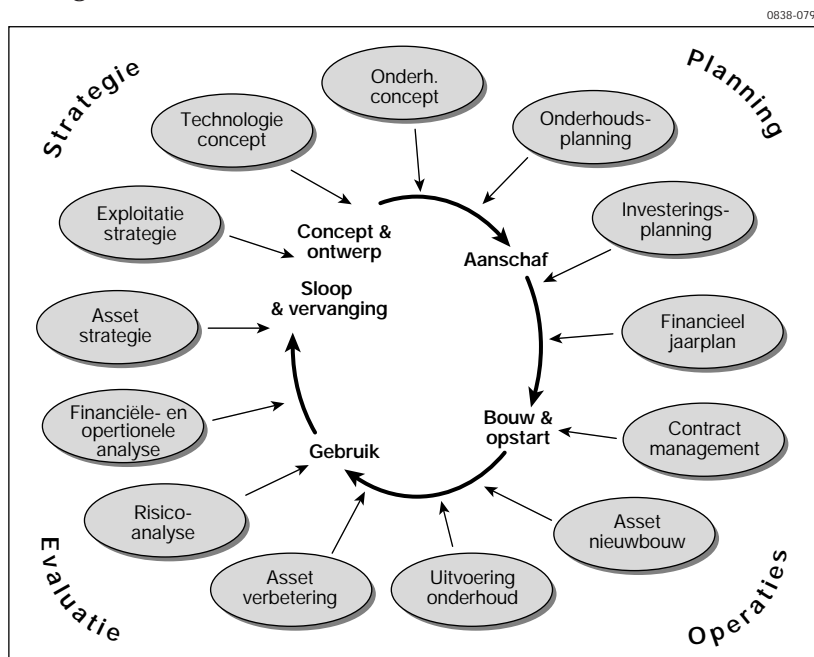 0838-079
Strategie
Planning
Onderh.
concept
Technologie
concept
Onderhouds-
planning
Exploitatie
strategie
Investerings-
planning
Concept &
ontwerp
Aanschaf
Sloop
& vervanging
Asset
strategie
Financieel
jaarplan
Financiële- en
opertionele
analyse
Bouw &
opstart
Contract
management
Gebruik
Risico-
analyse
Asset
nieuwbouw
Asset
verbetering
Uitvoering
onderhoud
Evaluatie
Operaties